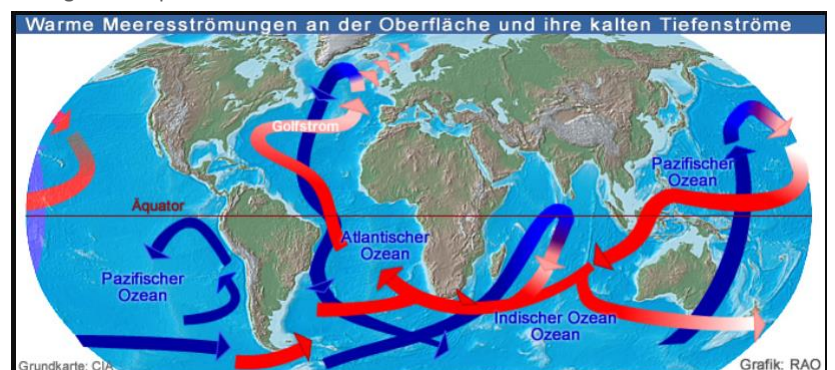 Warme Meeresströmungen an der Oberfläche und ihre kalten Tiefenströme
Golfstrom
Pazifischer
Ozean
Äquator
Atlantischer
Ozean
Pazifischer
Ozean
Indischer Ozean
Ozean
Grundkarte: CIA
Grafik: RAO